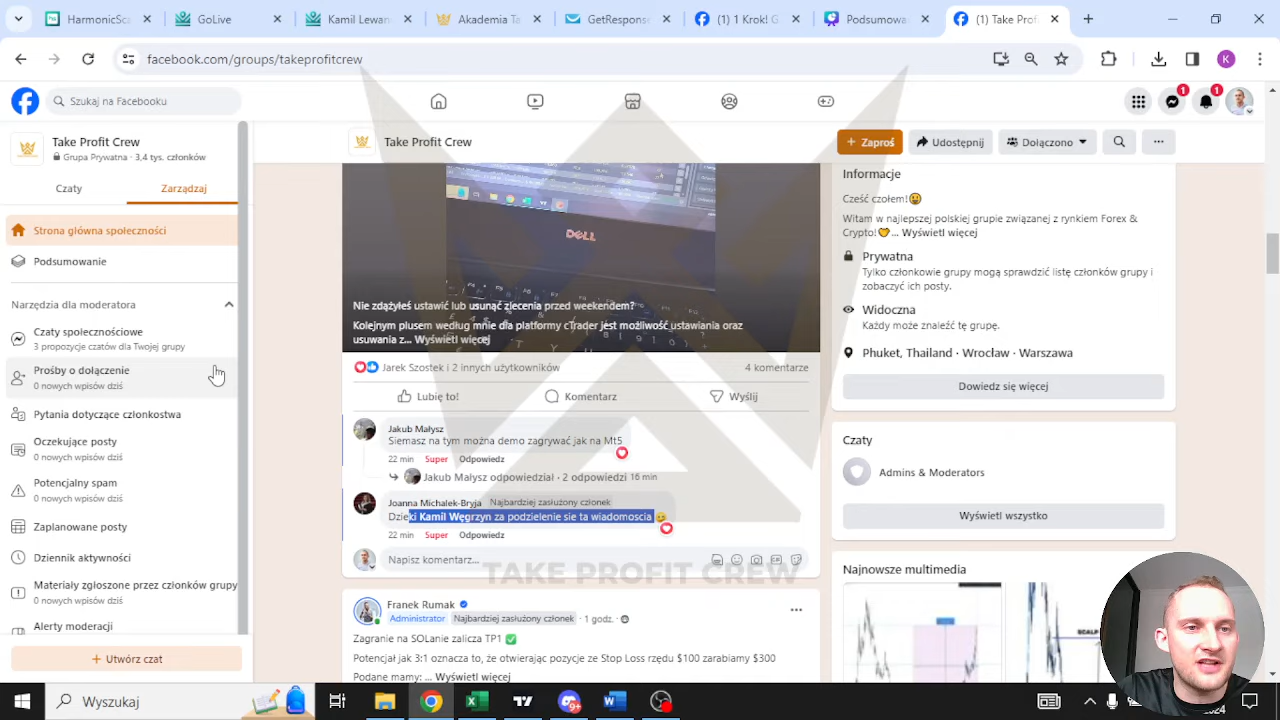 HarmonicSc
GoLive
Kamil Lewan
Akademia Ta
GetRespons
(1) 1 Krok! G
Podsumowa
(1) Take Prof
facebook.com/groups/takeprofitcrew
K
Szukaj na Facebooku
1
1
Take Profit Crew
Grupa Prywatna · 3,4 tys. członków
Czaty
Zarządzaj
Strona główna społeczności
Podsumowanie
Narzędzia dla moderatora
Czaty społecznościowe
3 propozycje czatów dla Twojej grupy
Prośby o dołączenie
0 nowych wpisów dziś
Pytania dotyczące członkostwa
Oczekujące posty
0 nowych wpisów dziś
Potencjalny spam
0 nowych wpisów dziś
Zaplanowane posty
Dziennik aktywności
Materiały zgłoszone przez członków grupy
0 nowych wpisów dziś
Alerty moderacji
+ Utwórz czat
Take Profit Crew
+ Zaproś
Udostępnij
Dołączono
DELL
Nie zdążyłeś ustawić lub usunąć zlecenia przed weekendem?
Kolejnym plusem według mnie dla platformy cTrader jest możliwość ustawiania oraz
usuwania z... Wyświetl więcej
Jarek Szostek i 2 innych użytkowników
4 komentarze
Lubię to!
Komentarz
Wyślij
Jakub Małysz
Siemasz na tym można demo zagrywać jak na Mt5
22 min Super Odpowiedz
Jakub Małysz odpowiedział · 2 odpowiedzi 16 min
Joanna Michalek-Bryja Najbardziej zasłużony członek
Dzięki Kamil Węgrzyn za podzielenie sie ta wiadomoscia
22 min Super Odpowiedz
Napisz komentarz...
TAKE PROFIT CREW
Franek Rumak
Administrator Najbardziej zasłużony członek · 1 godz.
Zagranie na SOLanie zalicza TP1
Potencjał jak 3:1 oznacza to, że otwierając pozycje ze Stop Loss rzędu $100 zarabiamy $300
Podane mamy: ... Wyświetl więcej
Informacje
Cześć czołem!
Witam w najlepszej polskiej grupie związanej z rynkiem Forex &
Crypto! ... Wyświetl więcej
Prywatna
Tylko członkowie grupy mogą sprawdzić listę członków grupy i
zobaczyć ich posty.
Widoczna
Każdy może znaleźć tę grupę.
Phuket, Thailand · Wrocław · Warszawa
Dowiedz się więcej
Czaty
Admins & Moderators
Wyświetl wszystko
Najnowsze multimedia
Wyszukaj